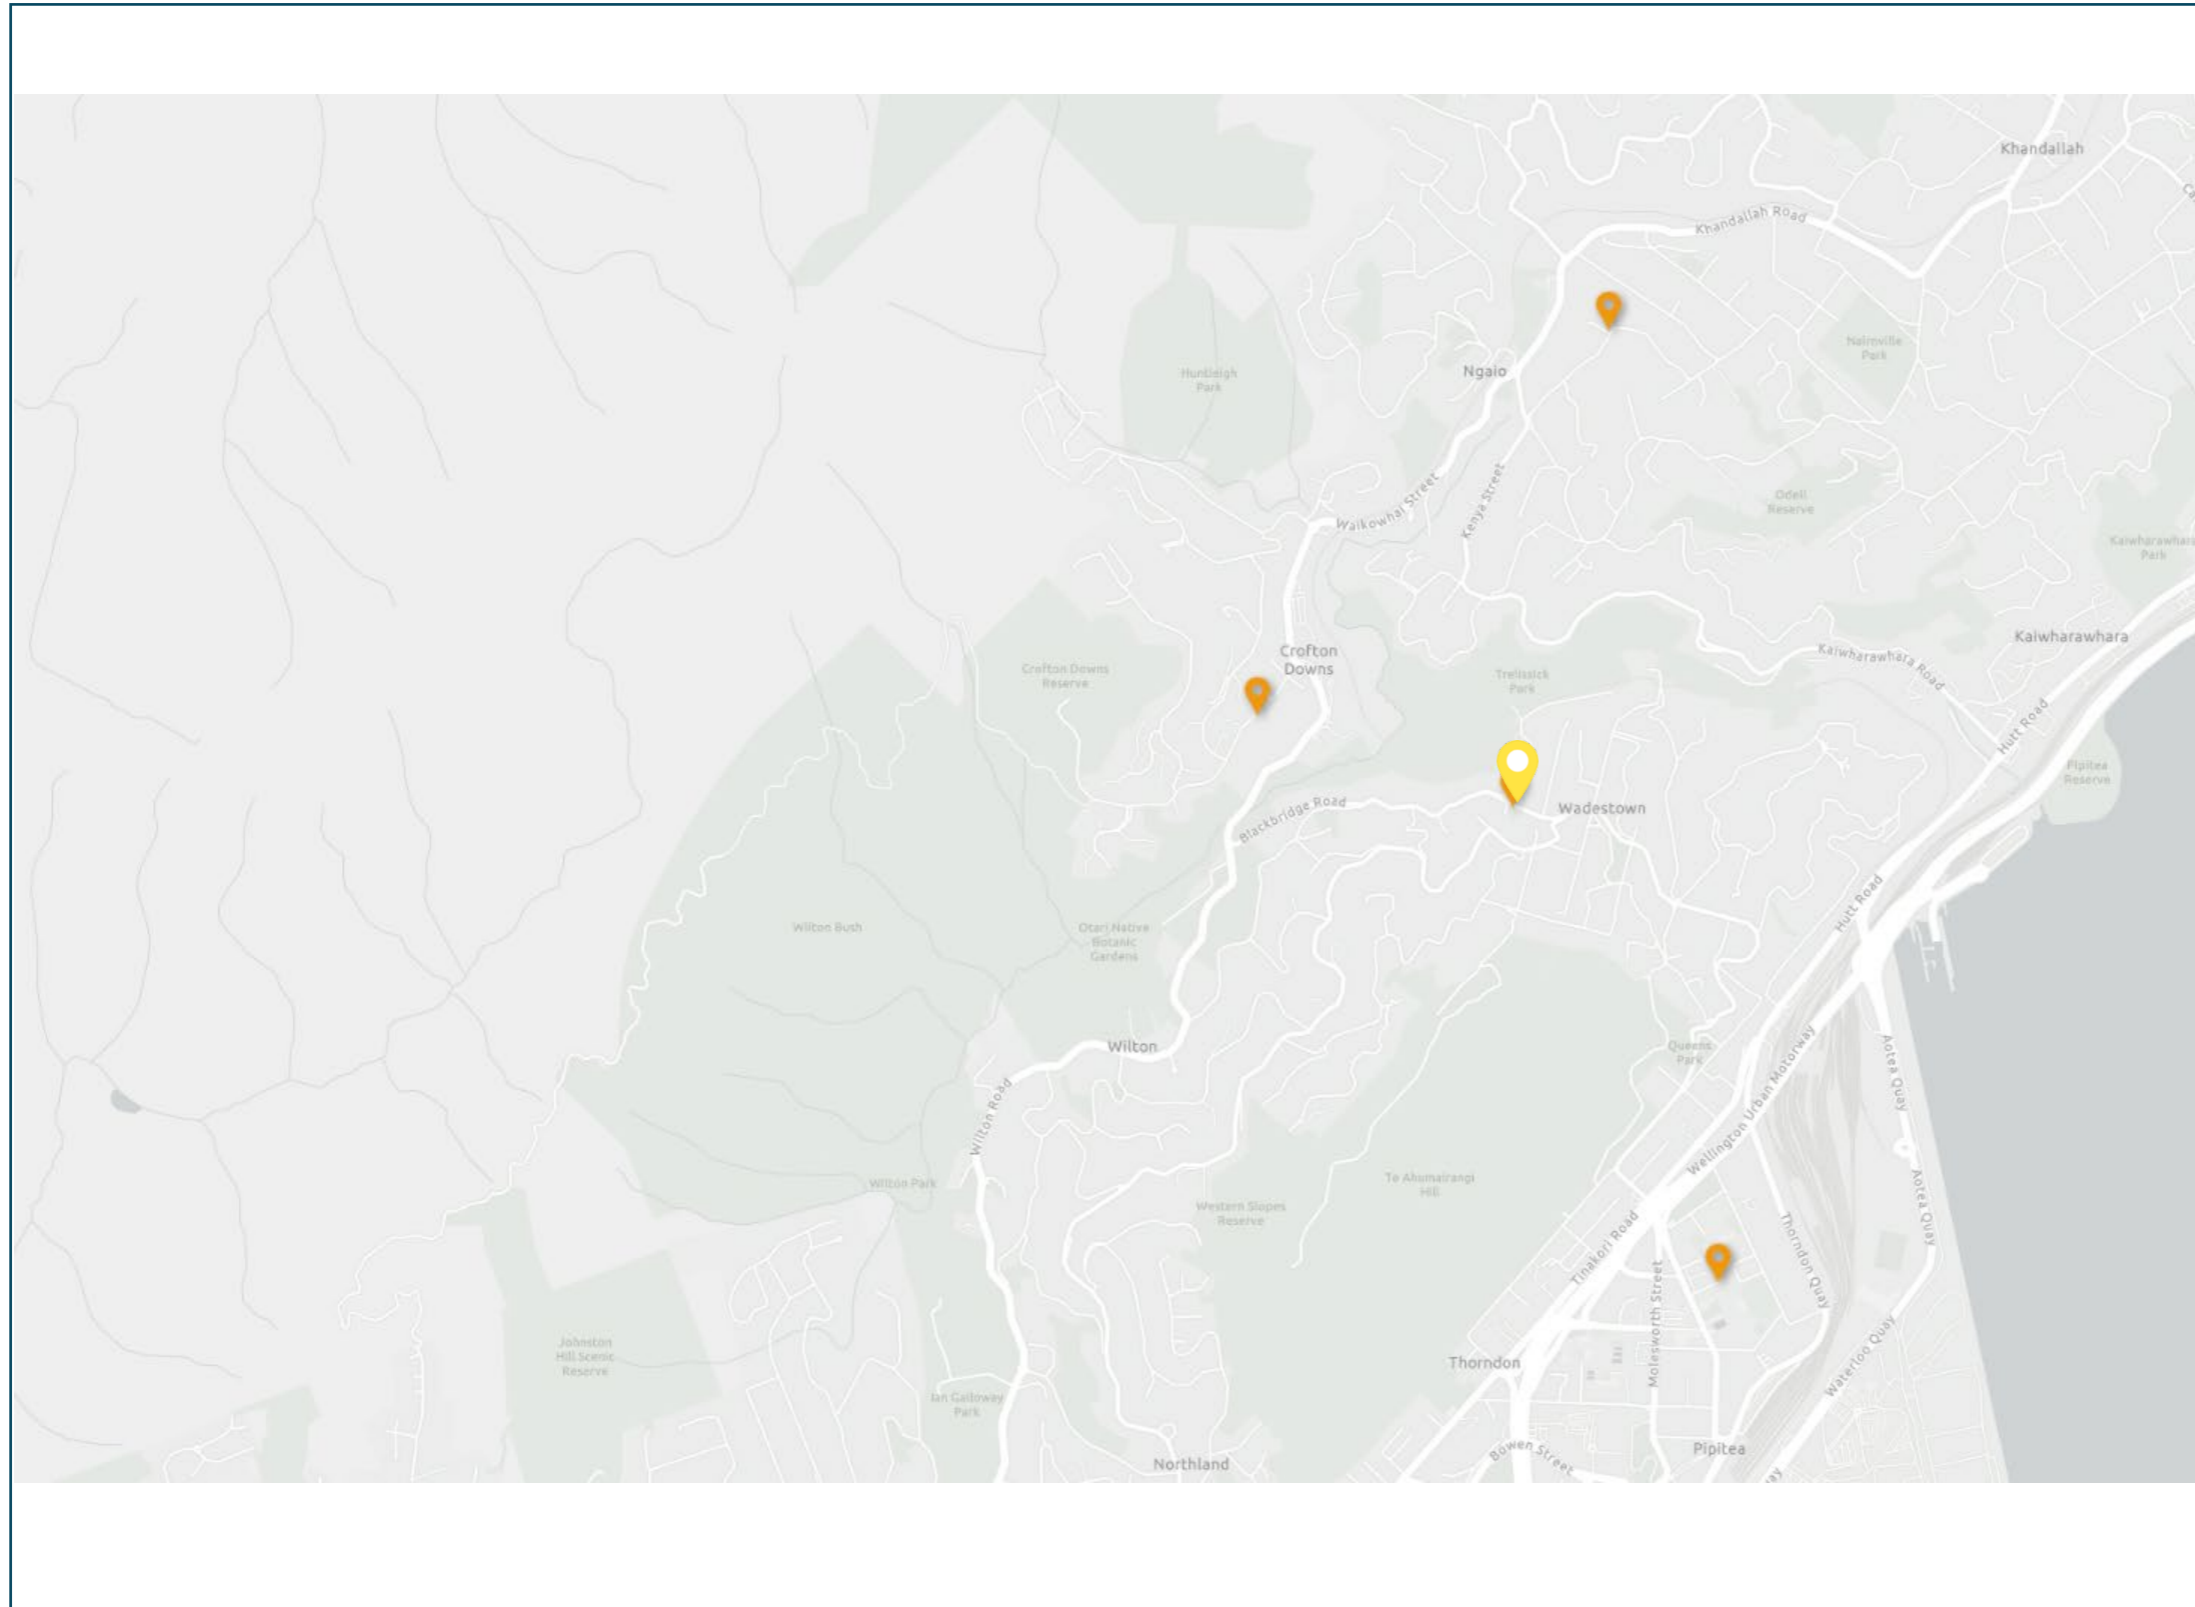 Khandallah
Khandallah Road
Nairnville
Park
Ngaio
Huntleigh
Park
Waikowhai Street
Kenya Street
Odell
Reserve
Kaiwharawhara
Park
Kaiwharawhara
Crofton
Downs
Crofton Downs
Reserve
Trelissick
Park
Kaiwharawhara Road
Hutt Road
Pipitea
Reserve
Blackbridge Road
Wadestown
Hutt Road
Wilton Bush
Otari Native
Botanic
Gardens
Wilton
Queens
Park
Aotea Quay
Wilton Road
Wellington Urban Motorway
Wilton Park
Te Ahumairangi
Hill
Western Slopes
Reserve
Aotea Quay
Tinakori Road
Thorndon Quay
Molesworth Street
Johnston
Hill Scenic
Reserve
Thorndon
Waterloo Quay
Ian Galloway
Park
Bowen Street
Pipitea
Northland